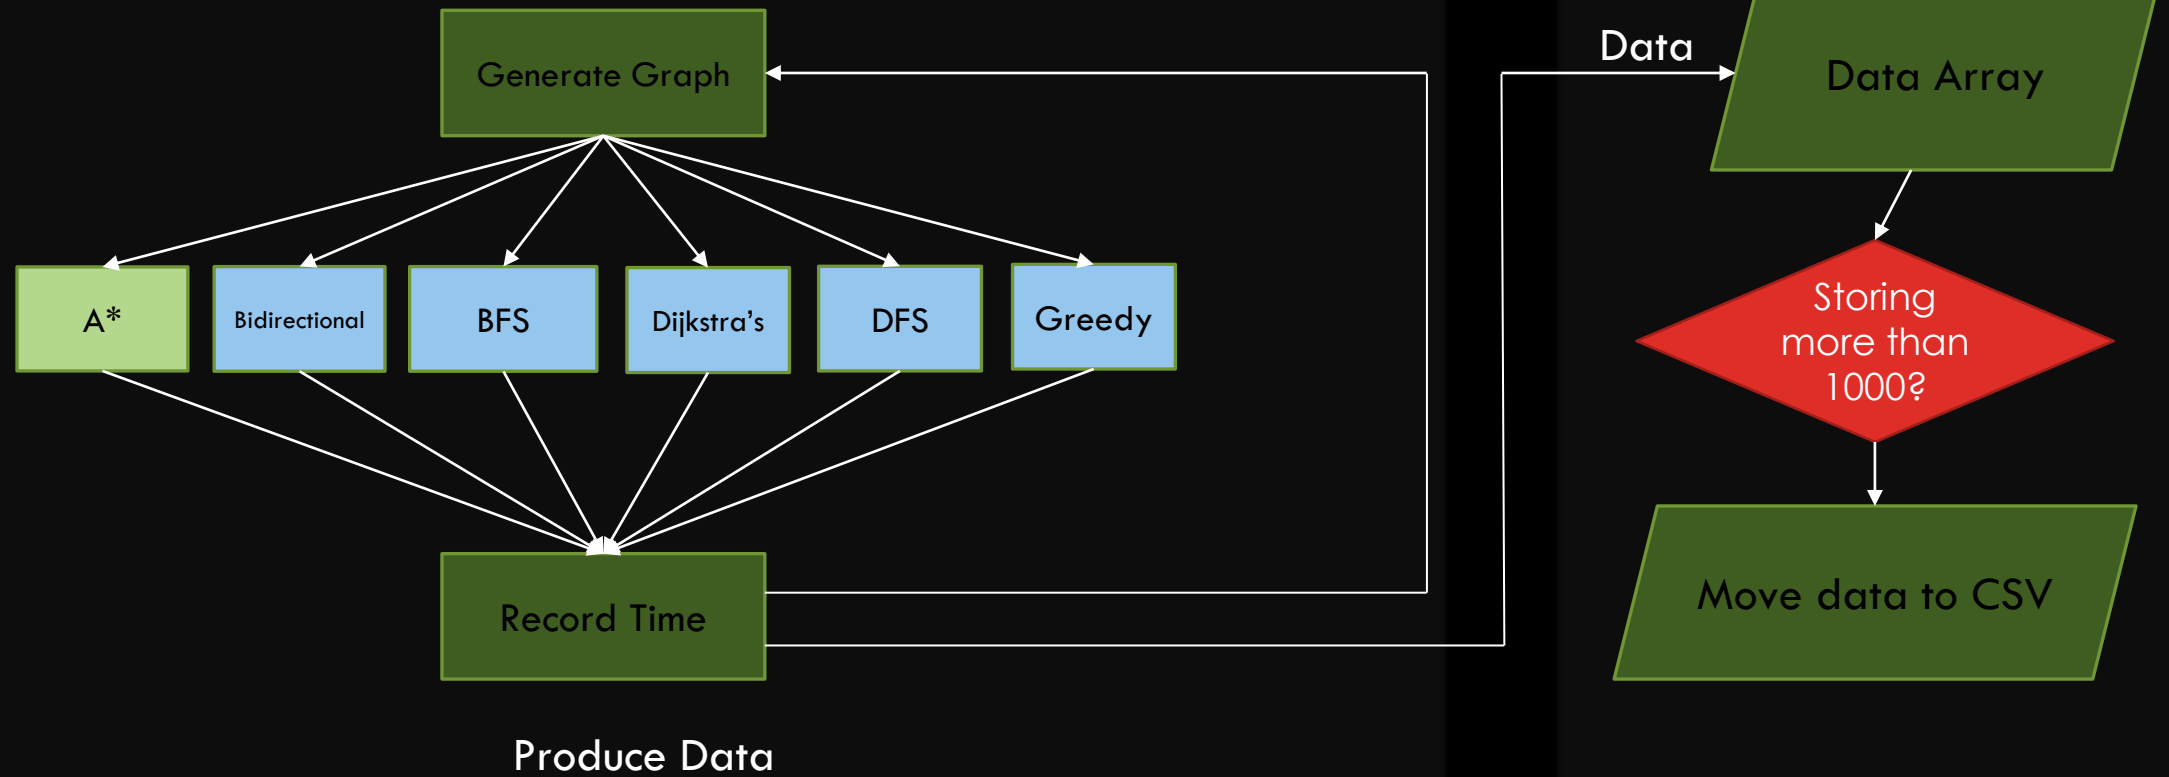 Generate Graph
Data
Data Array
A*
Bidirectional
BFS
Dijkstra’s
DFS
Greedy
Storing
more than
1000?
Record Time
Move data to CSV
Produce Data